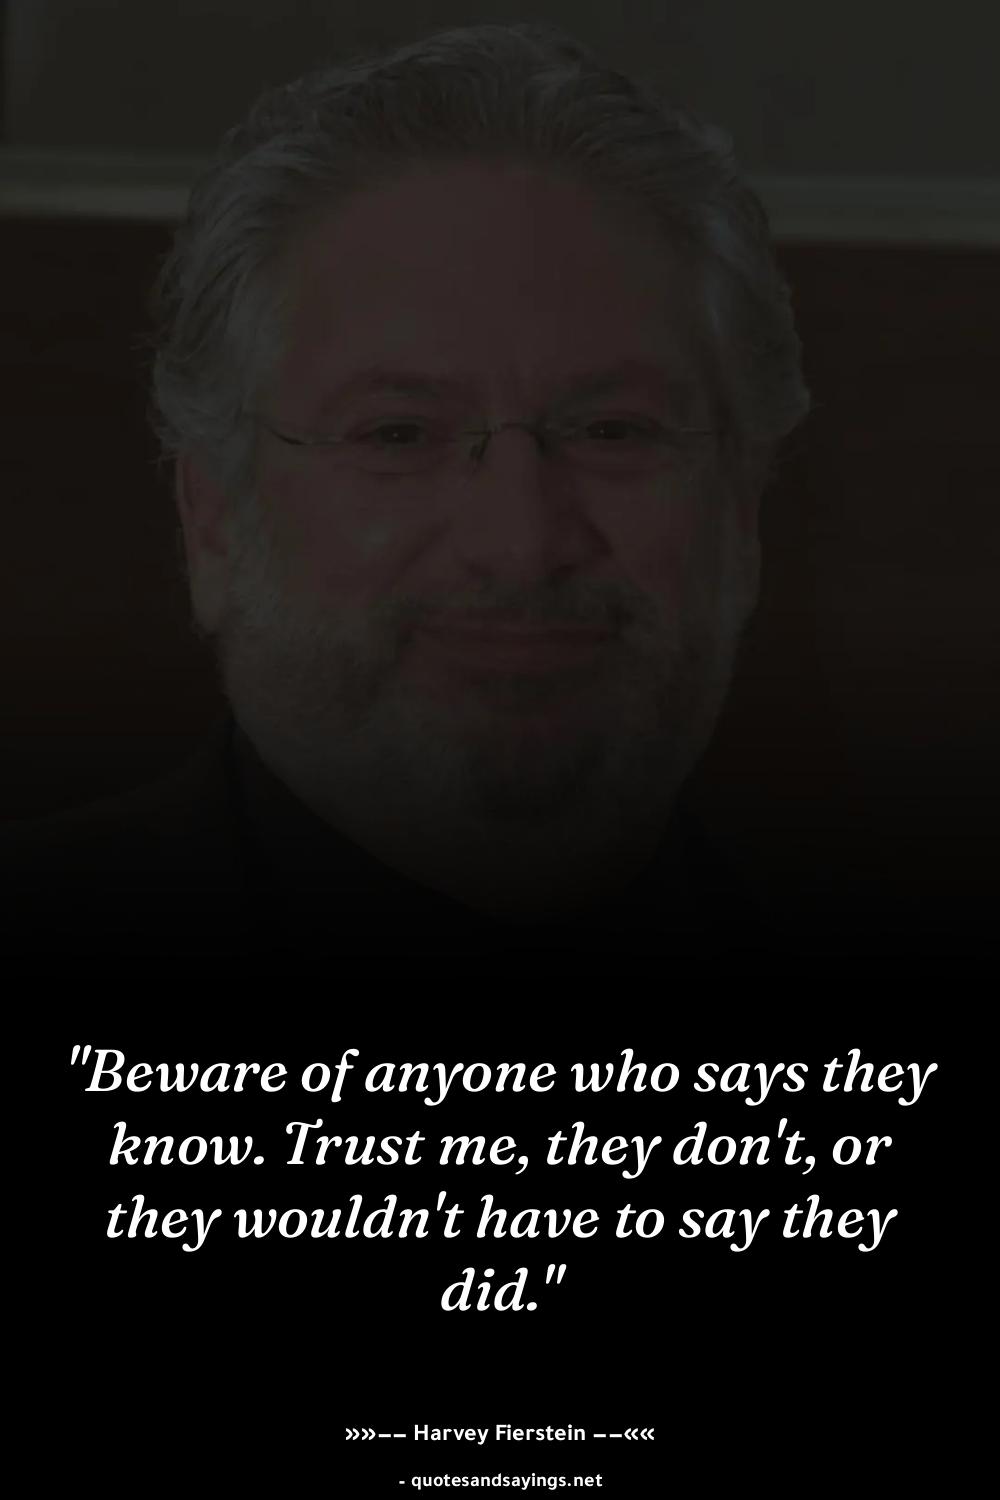 "Beware of anyone who says they
know. Trust me, they don't, or
they wouldn't have to say they
did."
»»−− Harvey Fierstein −−««
- quotesandsayings.net